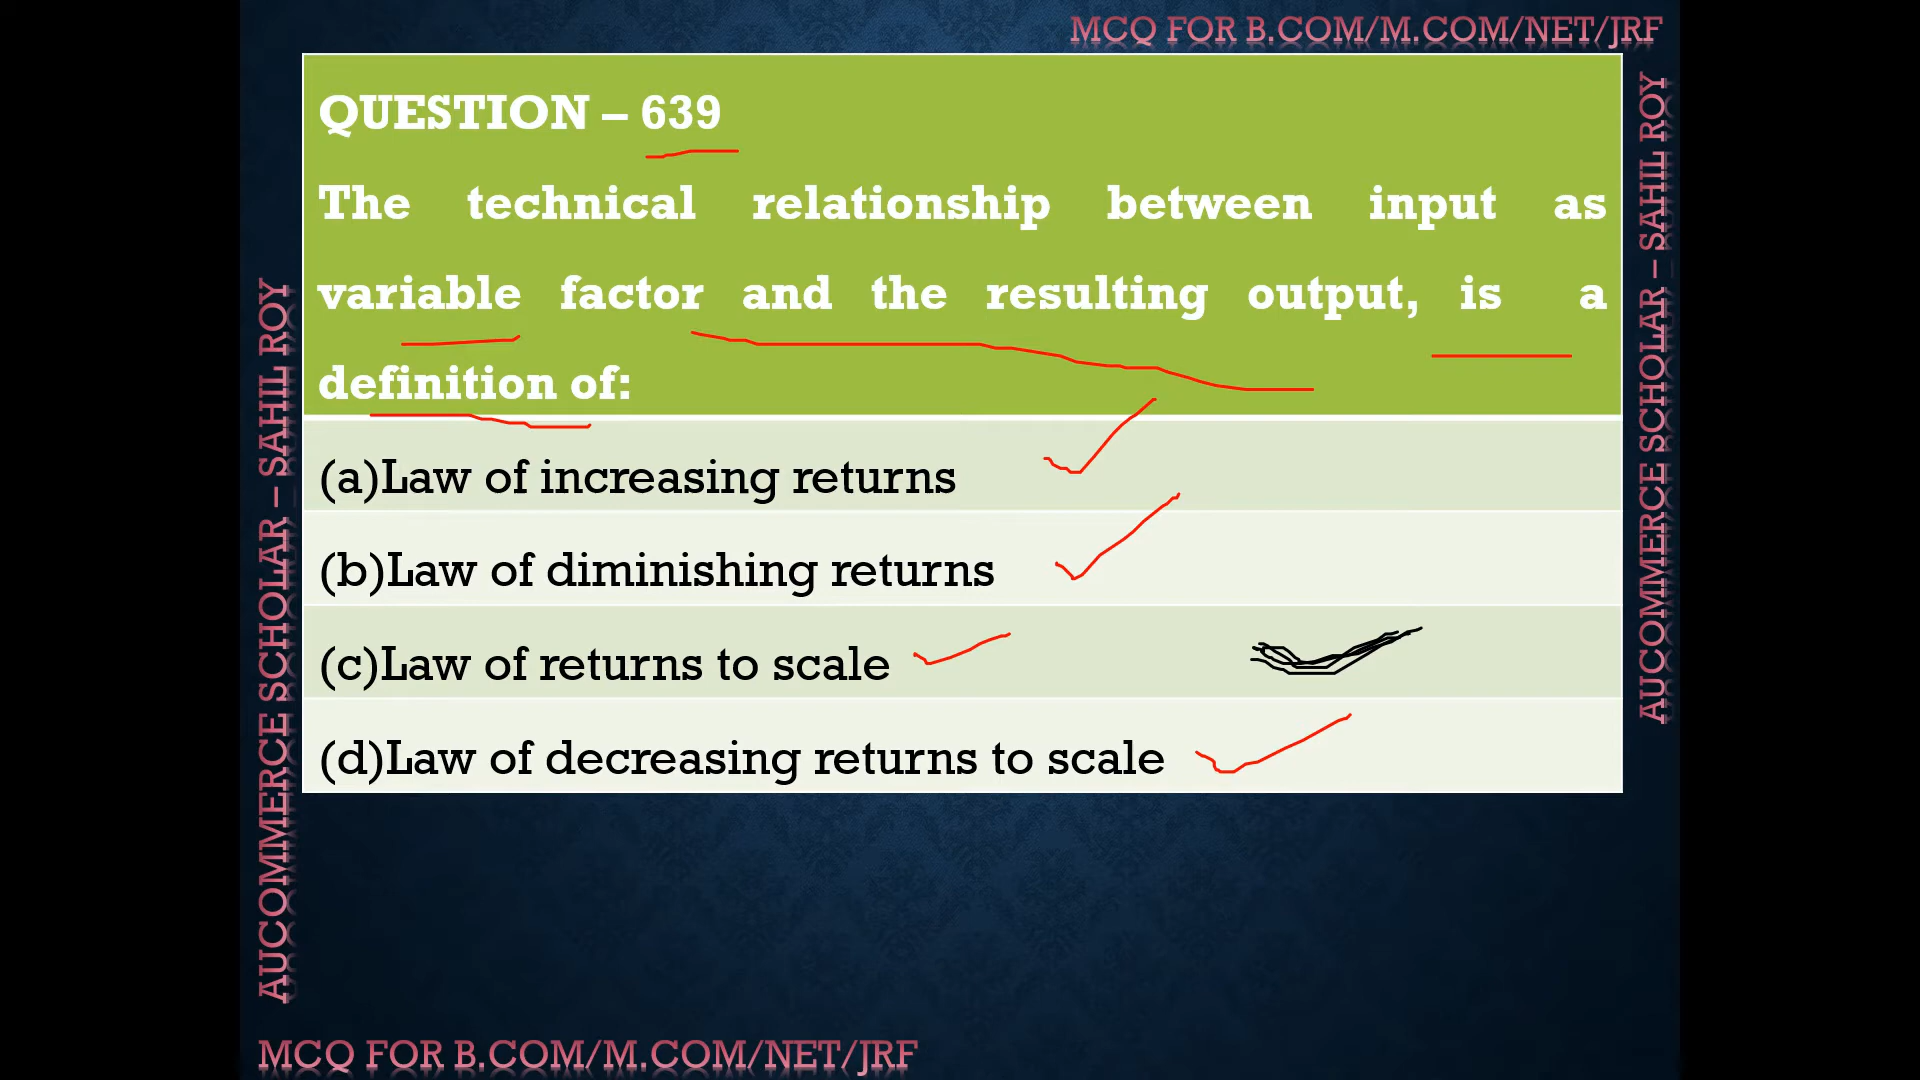 MCQ FOR B.COM/M.COM/NET/JRF
QUESTION – 639
The technical relationship between input as
variable factor and the resulting output, is a
definition of:
(a)Law of increasing returns
(b)Law of diminishing returns
(c)Law of returns to scale
(d)Law of decreasing returns to scale
AUCOMMERCE SCHOLAR – SAHIL ROY
AUCOMMERCE SCHOLAR – SAHIL ROY
MCQ FOR B.COM/M.COM/NET/JRF